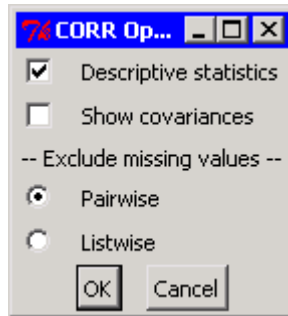 CORR Op...
Descriptive statistics
Show covariances
-- Exclude missing values --
Pairwise
Listwise
OK Cancel